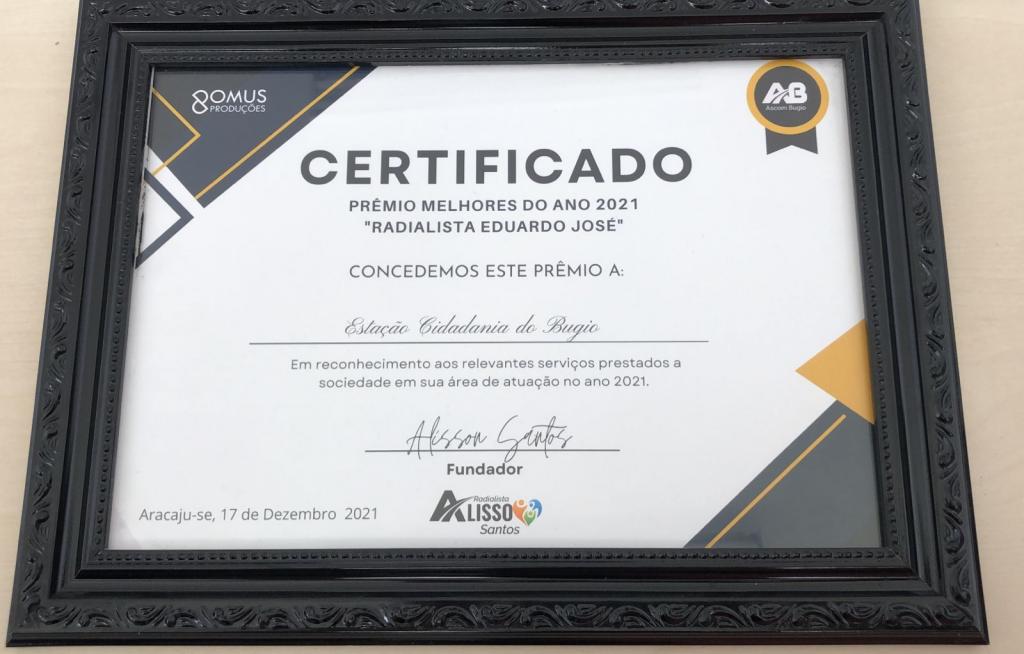 DOMUS
PRODUÇÕES
AB
Ascom Bugio
CERTIFICADO
PRÊMIO MELHORES DO ANO 2021
"RADIALISTA EDUARDO JOSÉ"
CONCEDEMOS ESTE PRÊMIO A:
Estação Cidadania do Bugio
Em reconhecimento aos relevantes serviços prestados a
sociedade em sua área de atuação no ano 2021.
Alisson Santos
Fundador
Aracaju-se, 17 de Dezembro 2021
Radialista
ALISSO
Santos